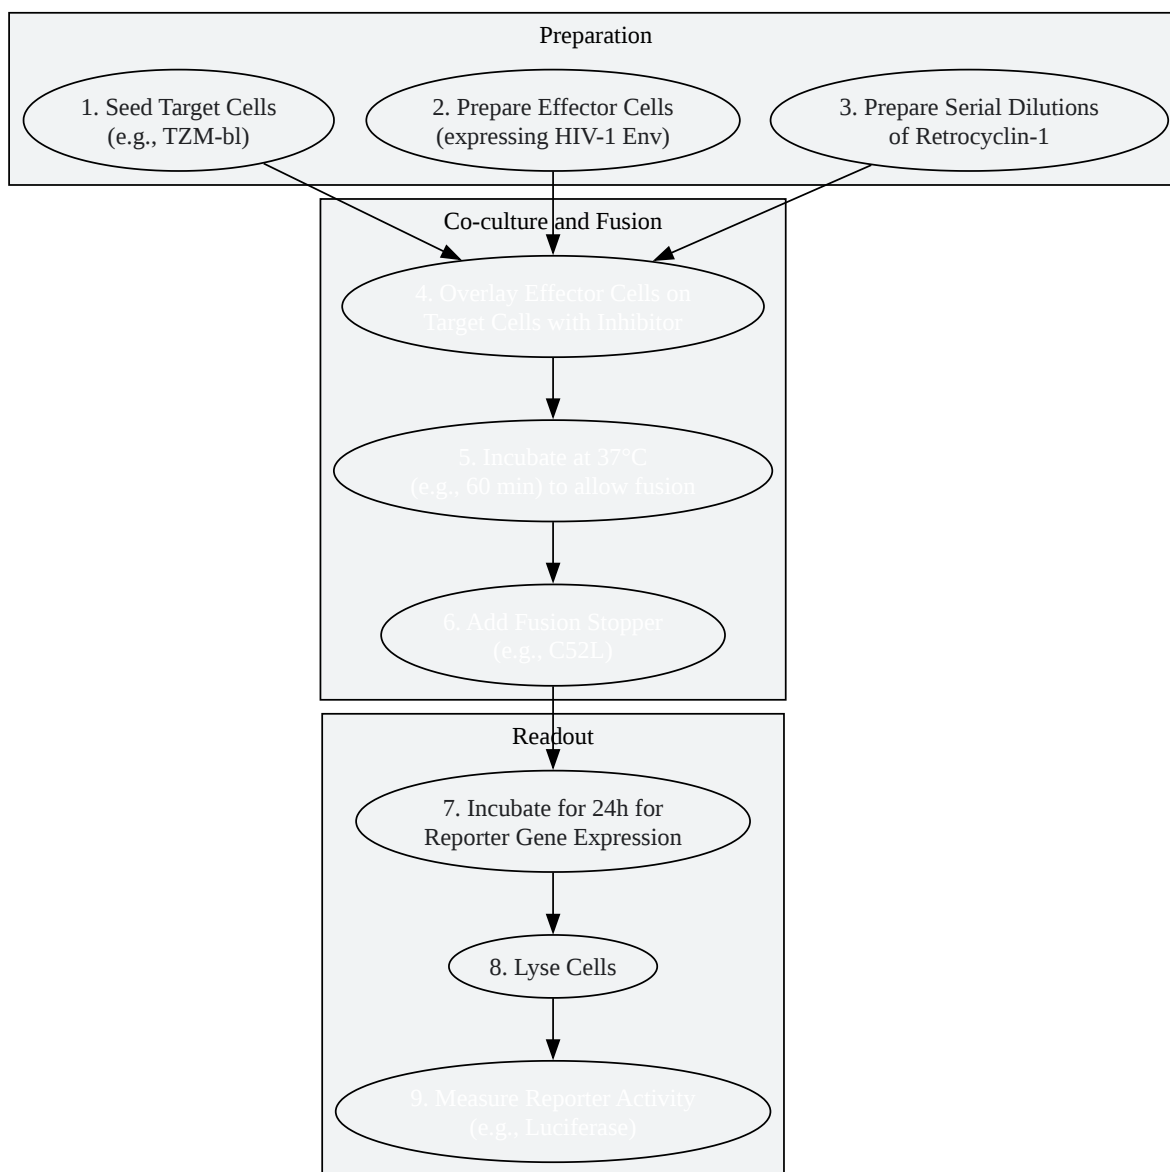 Preparation
1. Seed Target Cells
(e.g., TZM-bl)
2. Prepare Effector Cells
(expressing HIV-1 Env)
3. Prepare Serial Dilutions
of Retrocyclin-1
Co-culture and Fusion
4. Overlay Effector Cells on
Target Cells with Inhibitor
5. Incubate at 37°C
(e.g., 60 min) to allow fusion
6. Add Fusion Stopper
(e.g., C52L)
Readout
7. Incubate for 24h for
Reporter Gene Expression
8. Lyse Cells
9. Measure Reporter Activity
(e.g., Luciferase)